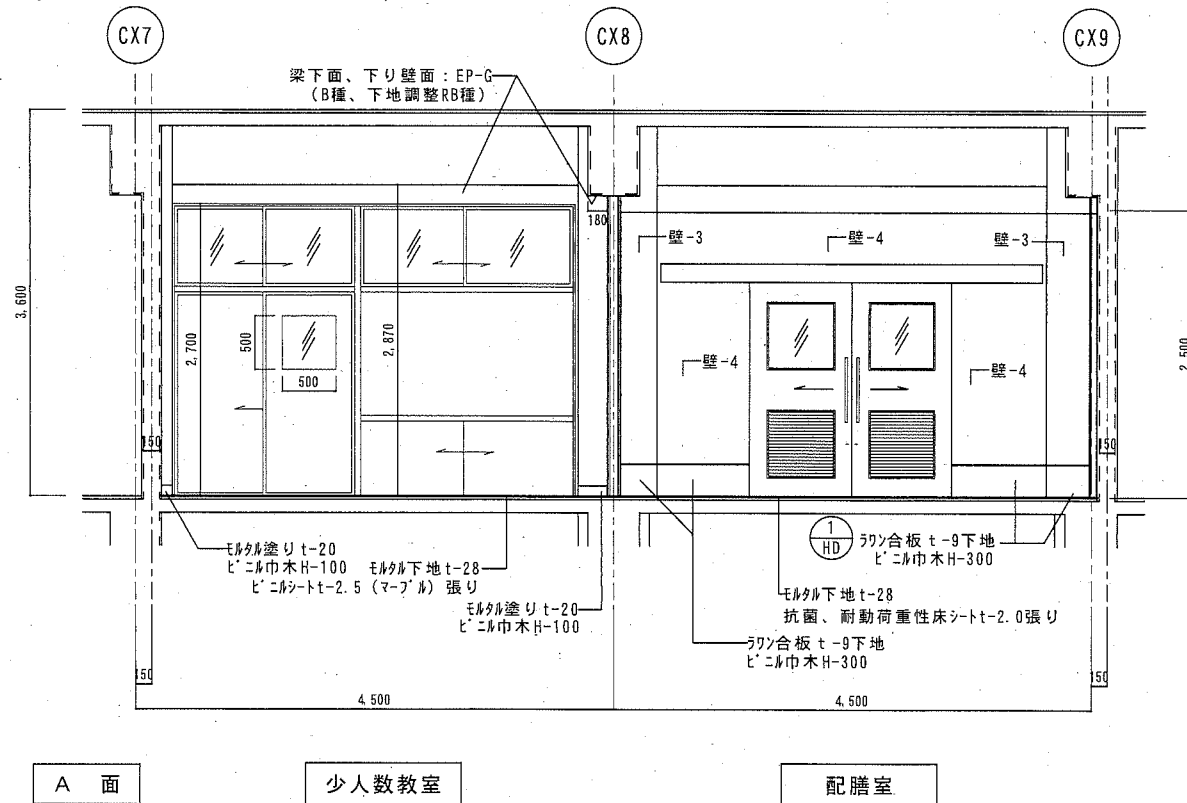 CX7
CX8
CX9
梁下面、下り壁面：EP-G
（B種、下地調整RB種）
3,600
2,700
500
500
2,870
180
壁-3
壁-4
壁-3
壁-4
壁-4
2,500
150
150
モルタル塗りt-20
ビニル巾木H-100
モルタル下地t-28
ビニルシートt-2.5（マーブル）張り
モルタル塗りt-20
ビニル巾木H-100
1
HD
ラワン合板t-9下地
ビニル巾木H-300
モルタル下地t-28
抗菌、耐動荷重性床シートt-2.0張り
ラワン合板t-9下地
ビニル巾木H-300
150
150
4,500
4,500
A 面
少人数教室
配膳室